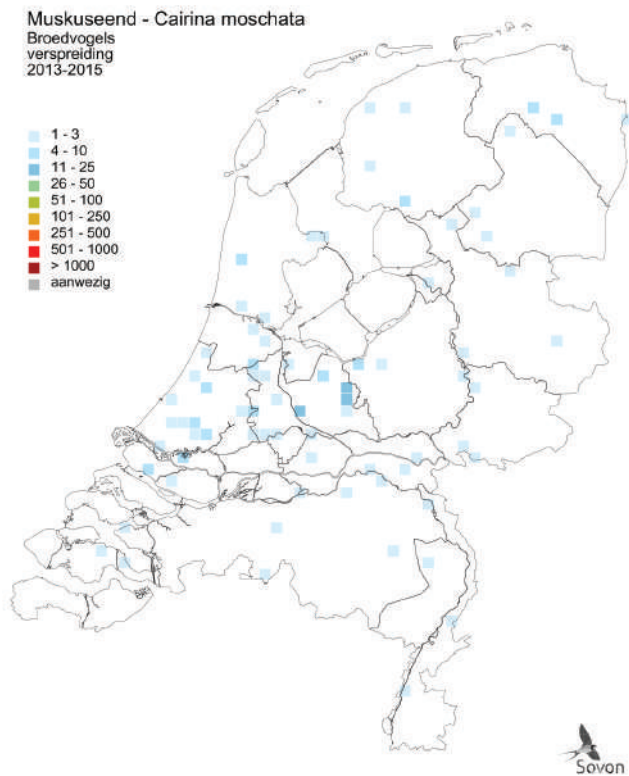 Muskuseend - Cairina moschata
Broedvogels
verspreiding
2013-2015
1 - 3
4 - 10
11 - 25
26 - 50
51 - 100
101 - 250
251 - 500
501 - 1000
> 1000
aanwezig
Sovon